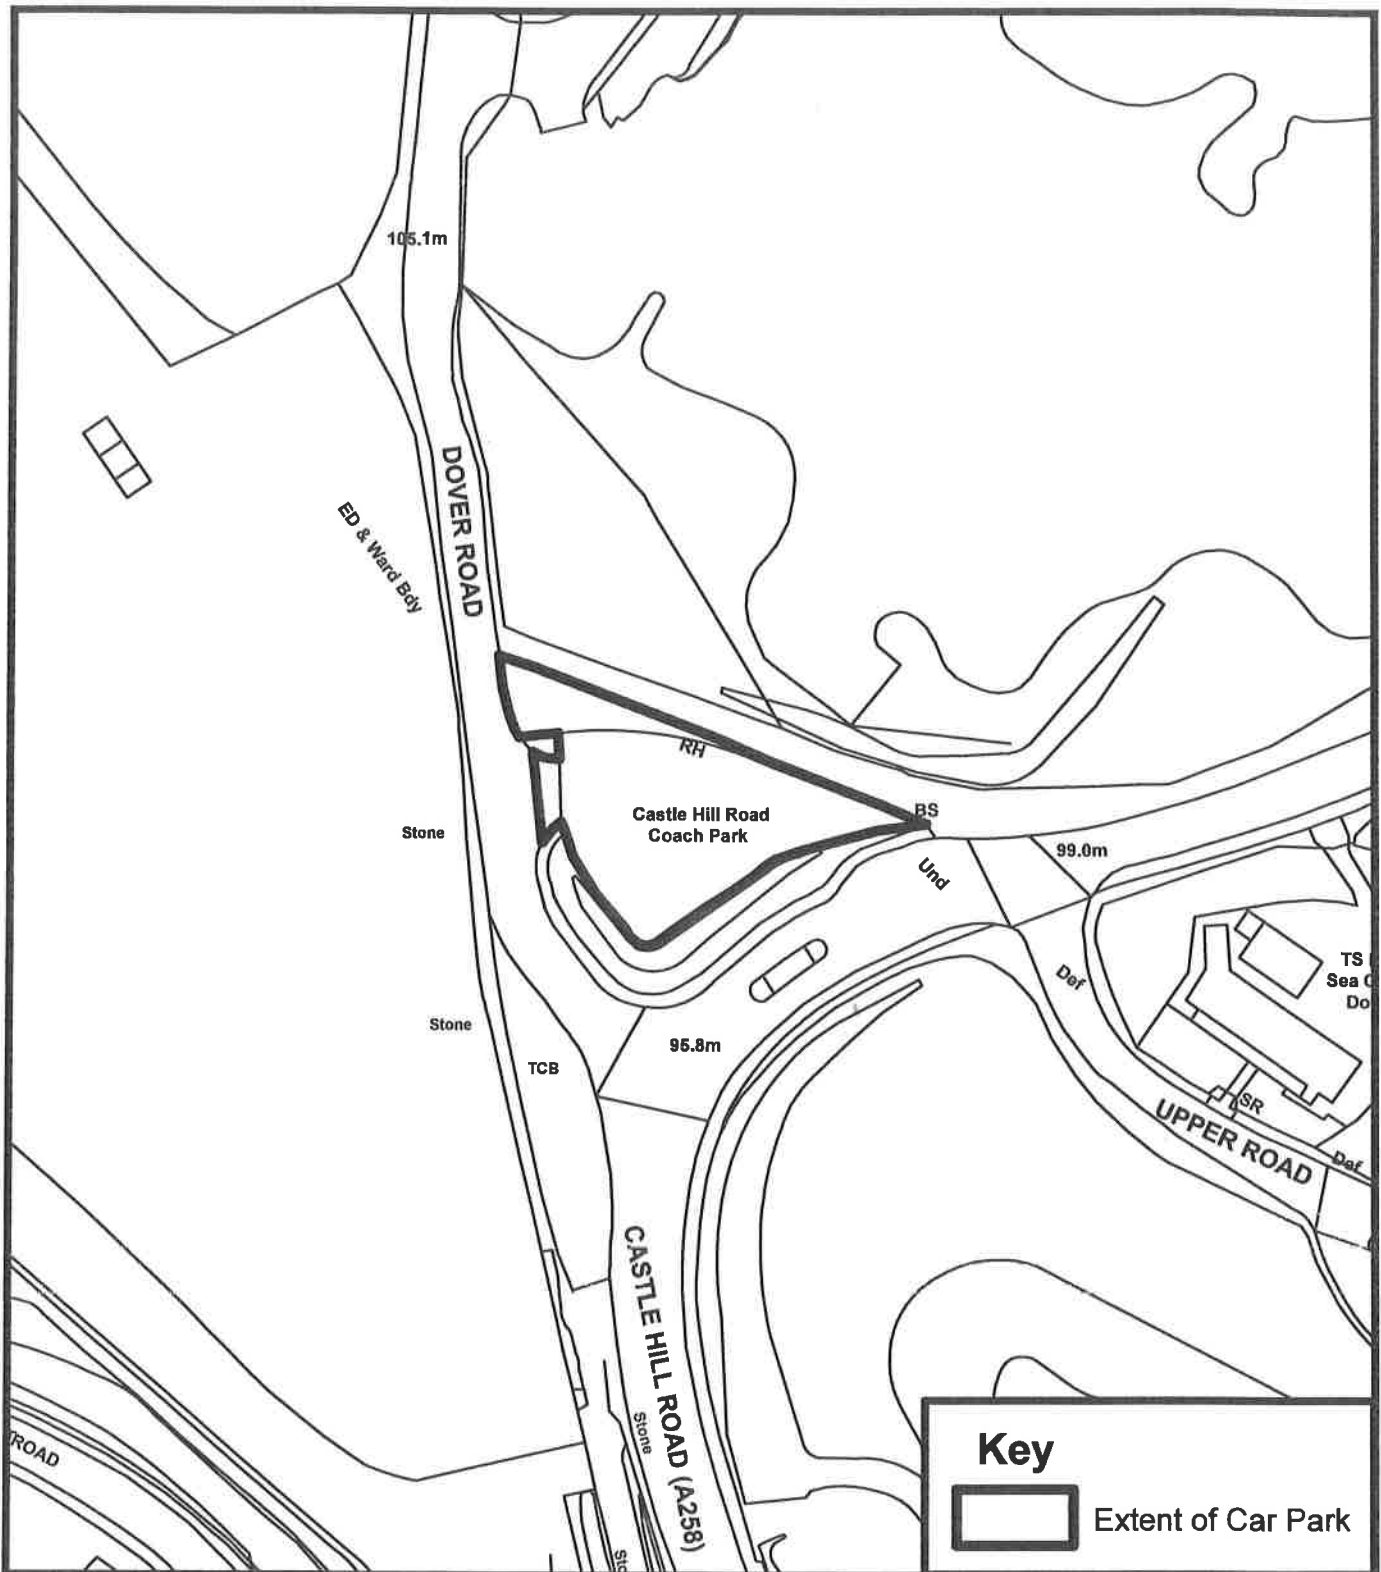 105.1m
DOVER ROAD
ED & Ward Bdy
RH
Castle Hill Road
Coach Park
BS
Stone
Und
99.0m
TS
Sea
Def
Stone
95.8m
TCB
SR
UPPER ROAD
Def
CASTLE HILL ROAD (A258)
Stone
ROAD
Key
Extent of Car Park